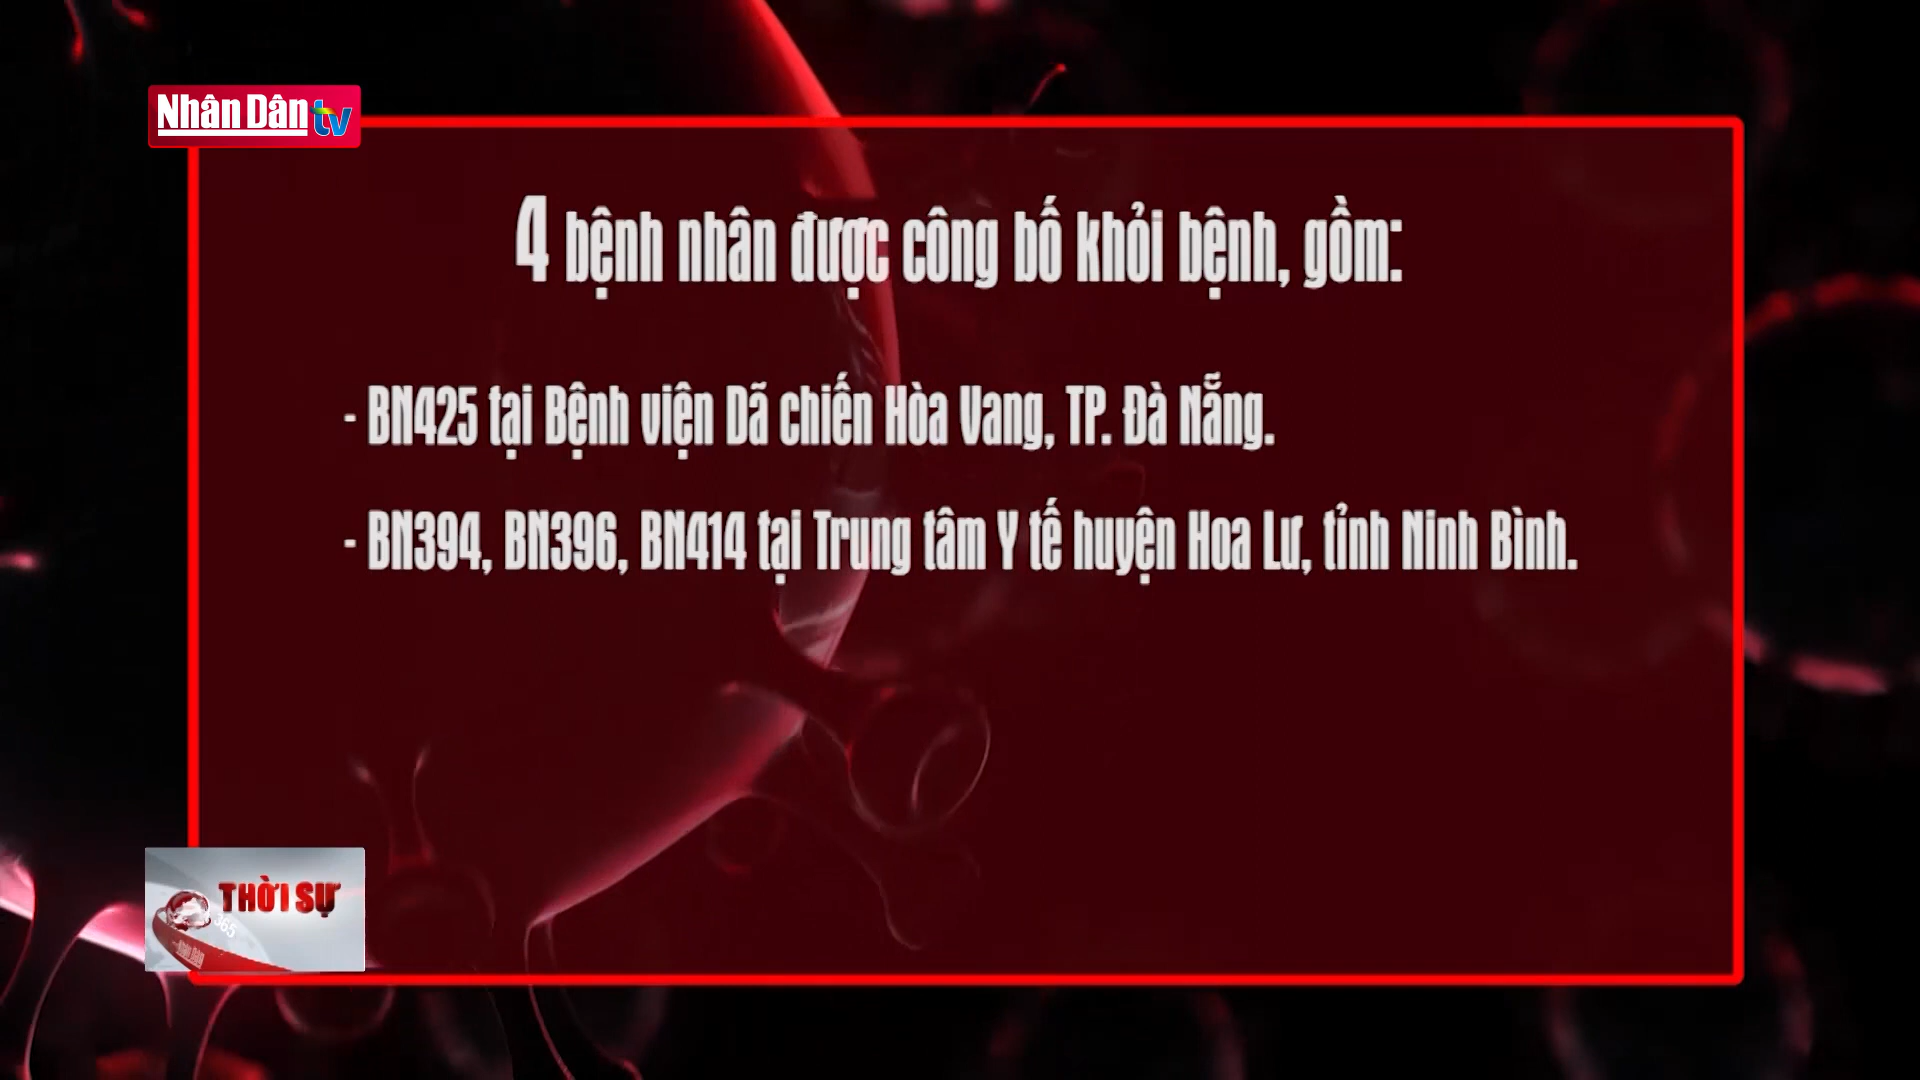 Nhân Dân tv
4 bệnh nhân được công bố khỏi bệnh, gồm:
- BN425 tại Bệnh viện Dã chiến Hòa Vang, TP. Đà Nẵng.
- BN394, BN396, BN414 tại Trung tâm Y tế huyện Hoa Lư, tỉnh Ninh Bình.
THỜI SỰ
365
Nhân Dân